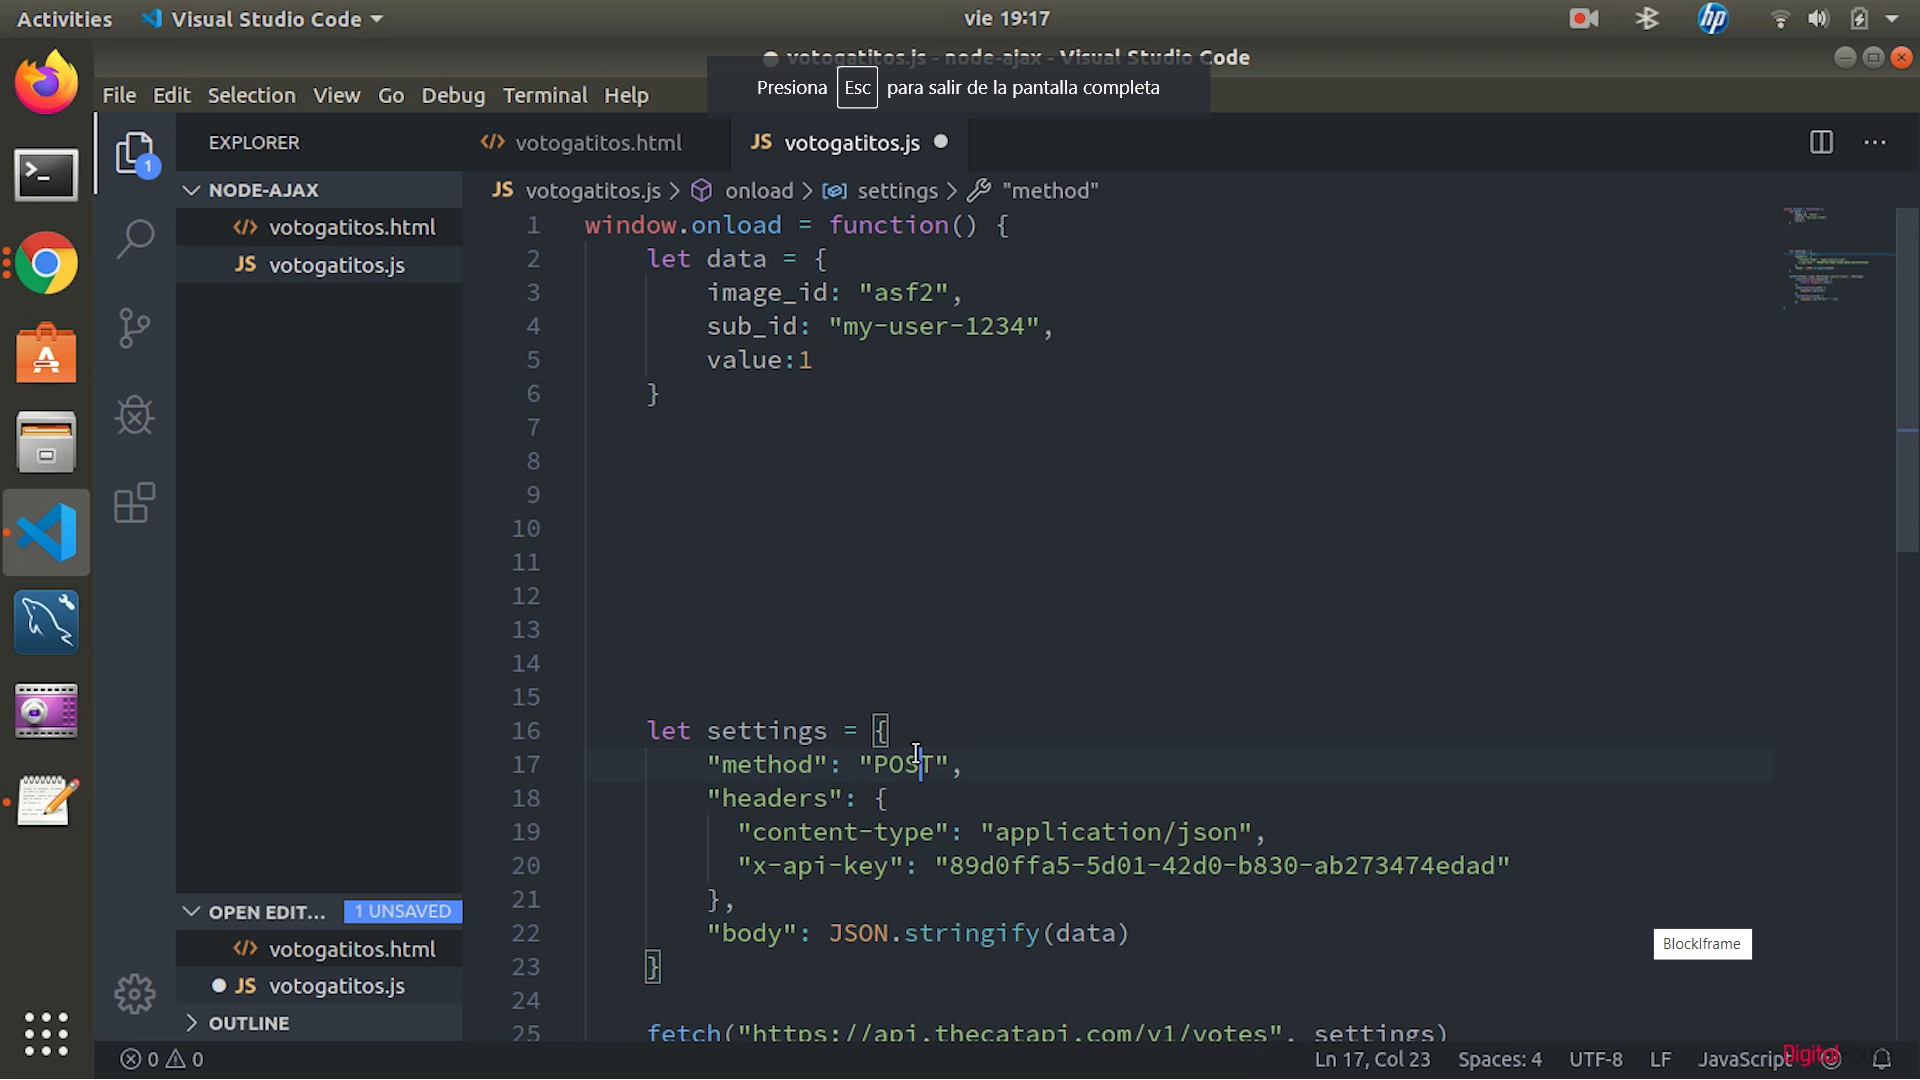 Activities Visual Studio Code vie 19:17
votogatitos.js - node-ajax - Visual Studio Code
Presiona Esc para salir de la pantalla completa
File Edit Selection View Go Debug Terminal Help
EXPLORER
votogatitos.html
JS votogatitos.js
1
NODE-AJAX
votogatitos.html
JS votogatitos.js
JS votogatitos.js > onload > settings > "method"
1 window.onload = function() {
2 let data = {
3 image_id: "asf2",
4 sub_id: "my-user-1234",
5 value:1
6 }
7
8
9
10
11
12
13
14
15
16 let settings = {
17 "method": "POST",
18 "headers": {
19 "content-type": "application/json",
20 "x-api-key": "89d0ffa5-5d01-42d0-b830-ab273474edad"
21 },
22 "body": JSON.stringify(data)
23 }
24
25 fetch("https://api.thecatapi.com/v1/votes", settings)
OPEN EDIT... 1 UNSAVED
votogatitos.html
JS votogatitos.js
OUTLINE
BlockIframe
0 0
Ln 17, Col 23 Spaces: 4 UTF-8 LF JavaScript
Digital